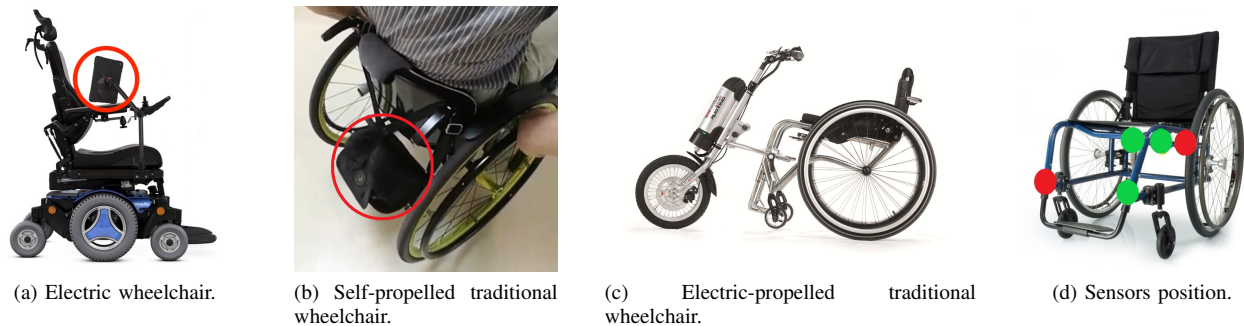 (a) Electric wheelchair.
(b) Self-propelled traditional
wheelchair.
(c) Electric-propelled traditional
wheelchair.
(d) Sensors position.